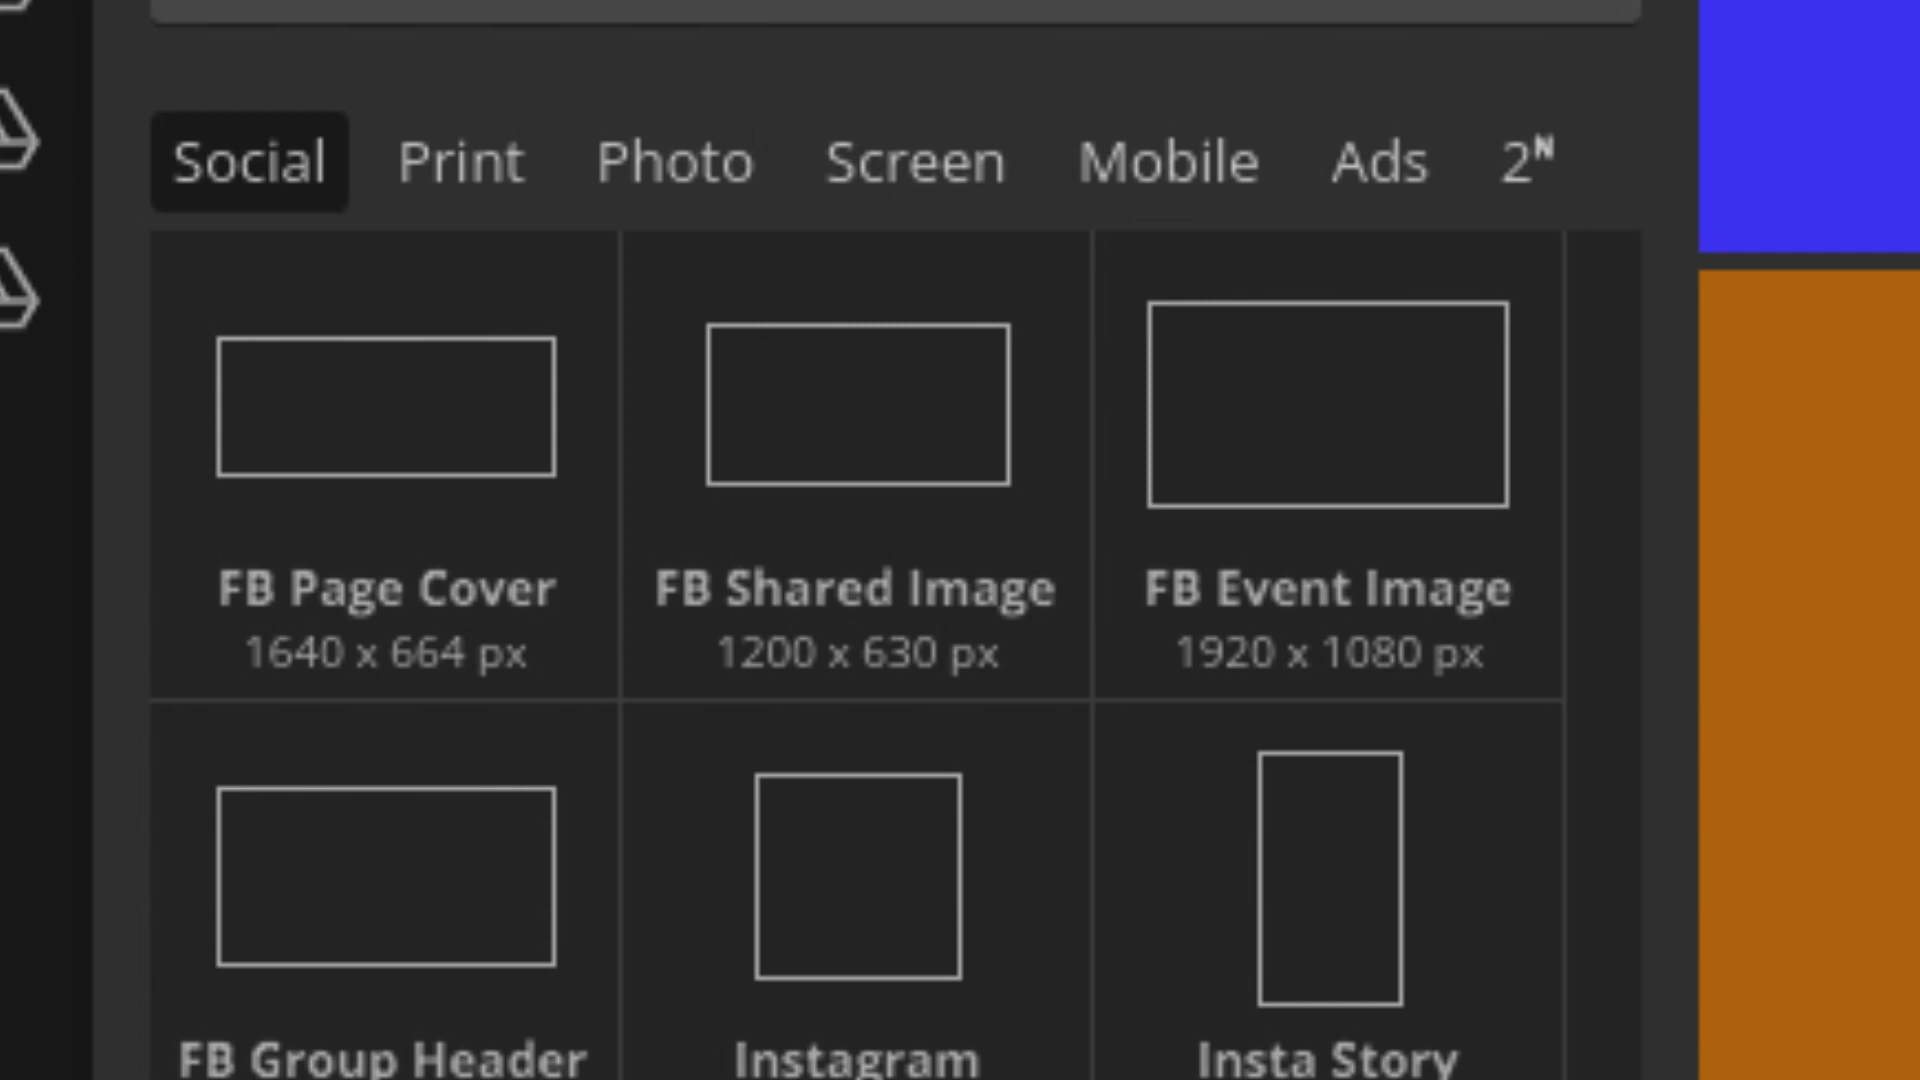 Social Print Photo Screen Mobile Ads 2ᴺ
FB Page Cover
1640 x 664 px
FB Shared Image
1200 x 630 px
FB Event Image
1920 x 1080 px
FB Group Header
Instagram
Insta Story